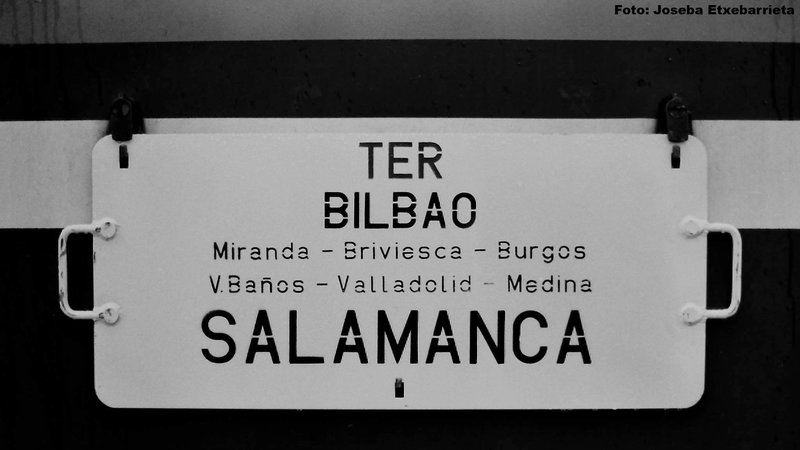 Foto: Joseba Etxebarrieta
TER
BILBAO
Miranda - Briviesca - Burgos
V.Baños - Valladolid - Medina
SALAMANCA